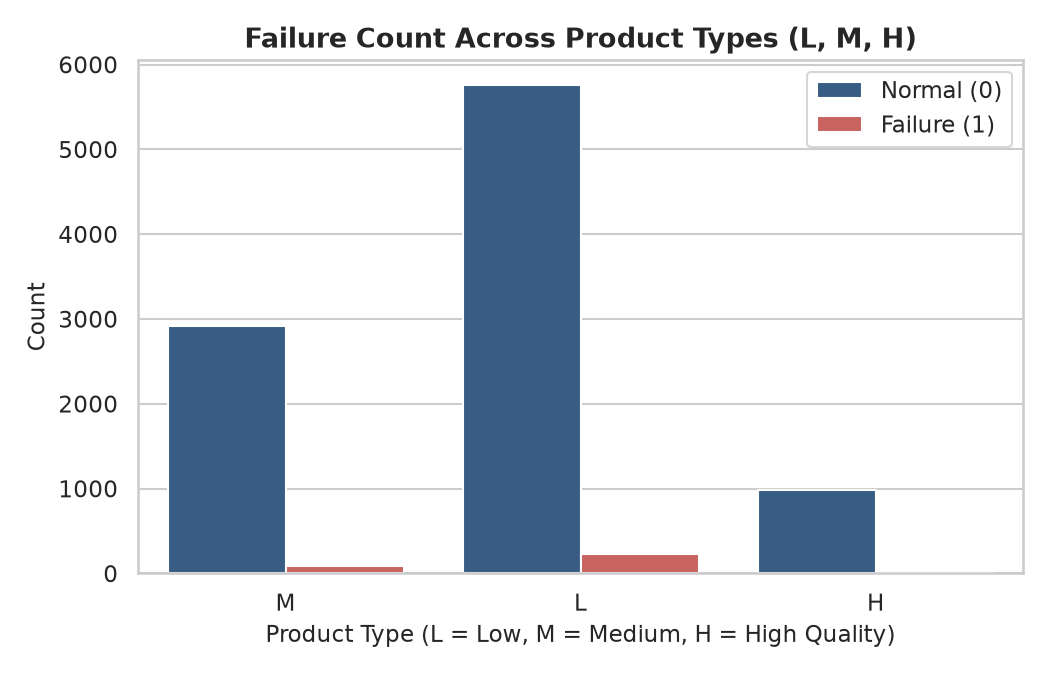 Failure Count Across Product Types (L, M, H)
6000
5000
4000
3000
2000
1000
0
Count
Normal (0)
Failure (1)
M
L
H
Product Type (L = Low, M = Medium, H = High Quality)